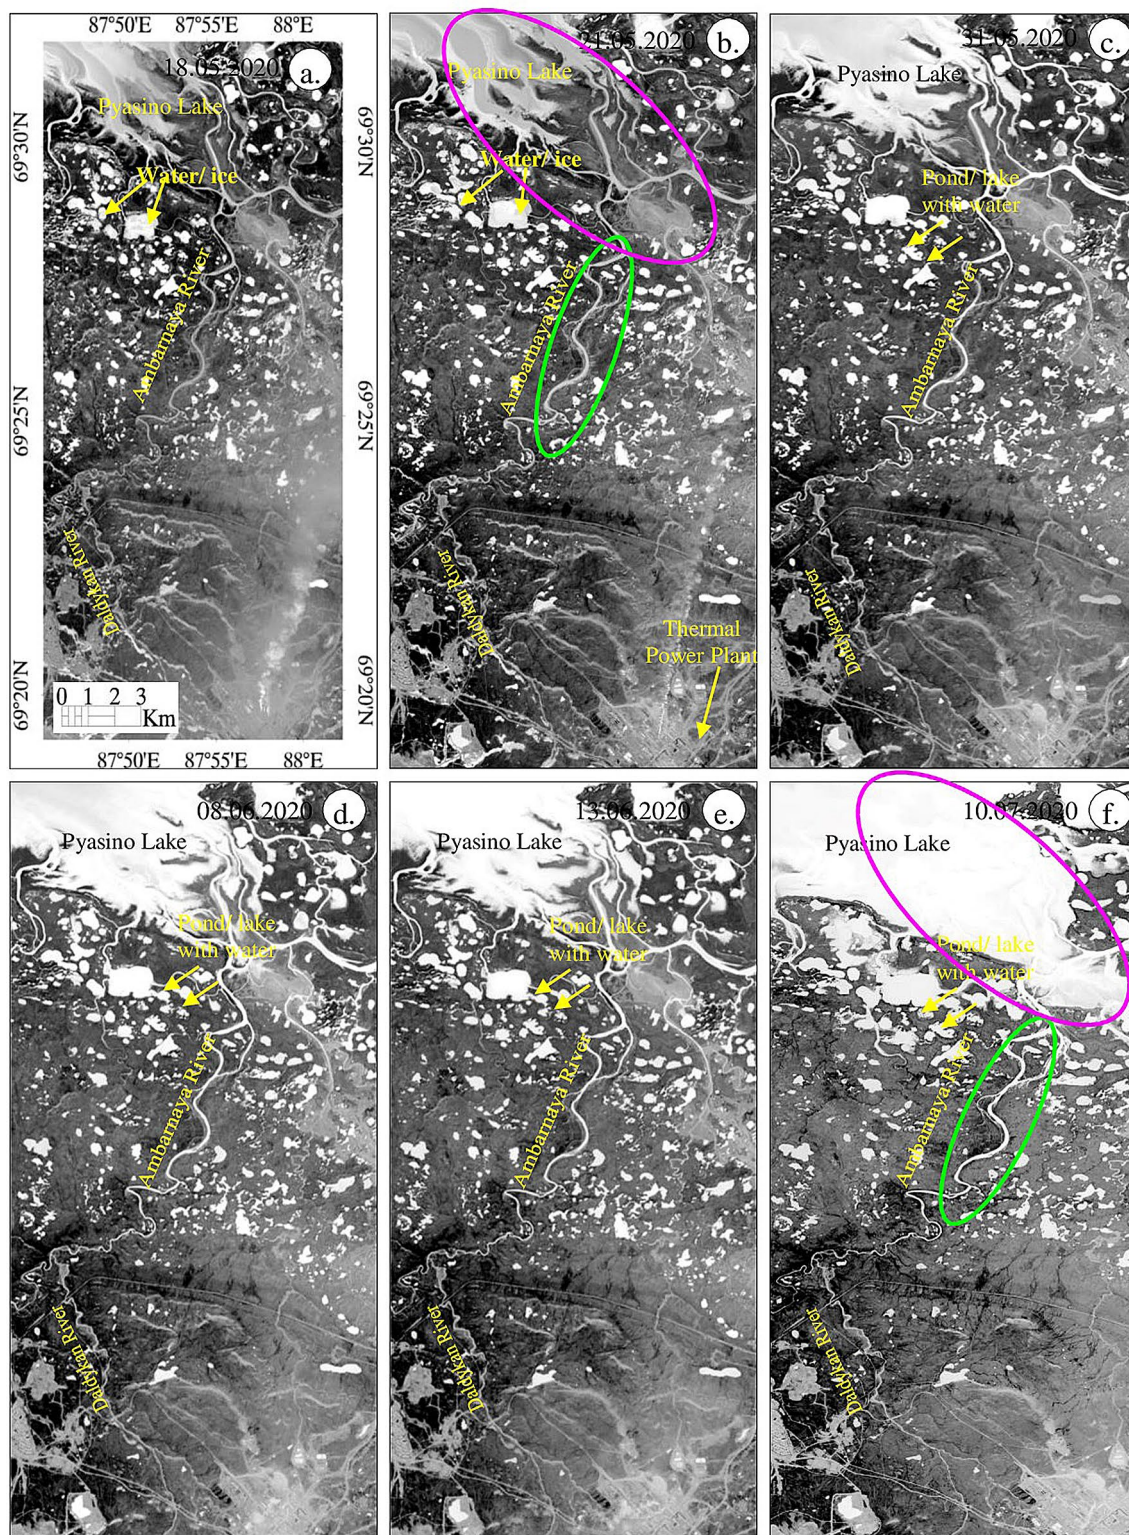 87°50'E 87°55'E 88°E
69°30'N
69°25'N
69°20'N
18.05.2020
a.
Pyasino Lake
Water/ ice
Ambarnaya River
Daldykan River
0 1 2 3
Km
87°50'E 87°55'E 88°E
69°30'N
69°25'N
69°20'N
21.05.2020
b.
Pyasino Lake
Water/ ice
Ambarnaya River
Daldykan River
Thermal
Power Plant
31.05.2020
c.
Pyasino Lake
Pond/ lake
with water
Ambarnaya River
Daldykan River
08.06.2020
d.
Pyasino Lake
Pond/ lake
with water
Ambarnaya River
Daldykan River
13.06.2020
e.
Pyasino Lake
Pond/ lake
with water
Ambarnaya River
Daldykan River
10.07.2020
f.
Pyasino Lake
Pond/ lake
with water
Ambarnaya River
Daldykan River